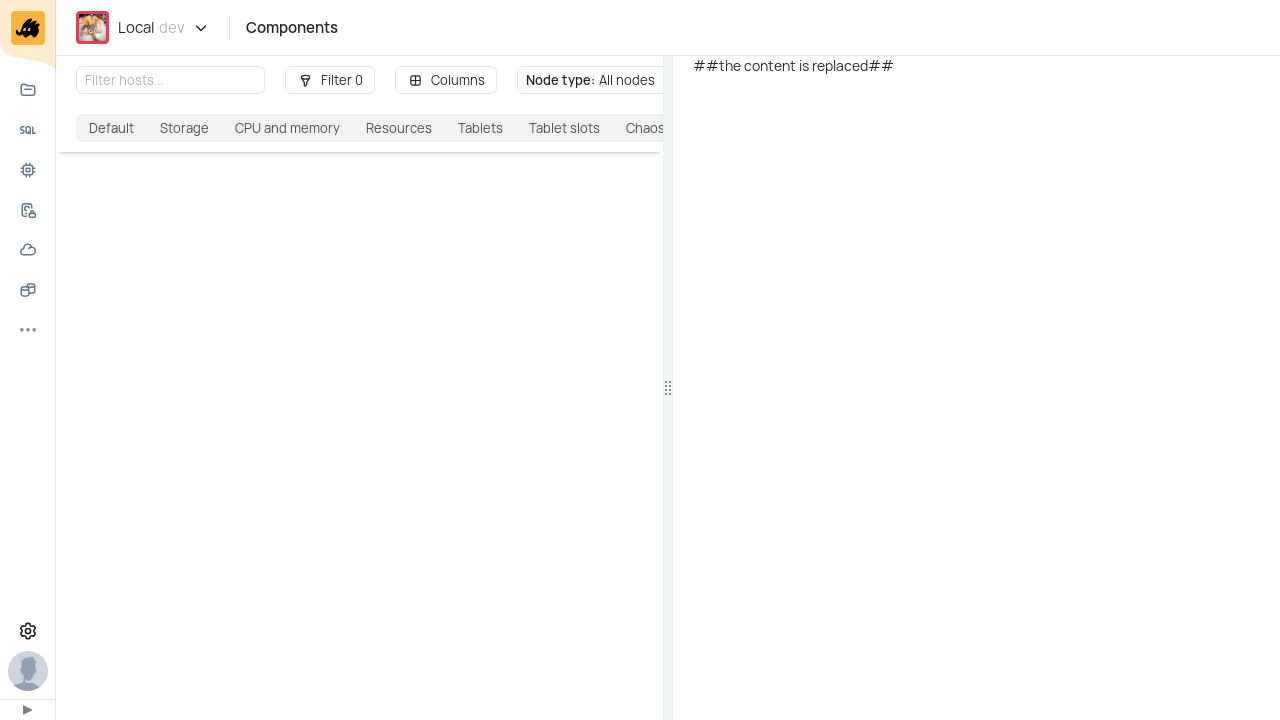 Local dev
Components
Filter hosts...
Filter 0
Columns
Node type: All nodes
Default
Storage
CPU and memory
Resources
Tablets
Tablet slots
Chaos
SQL
##the content is replaced##